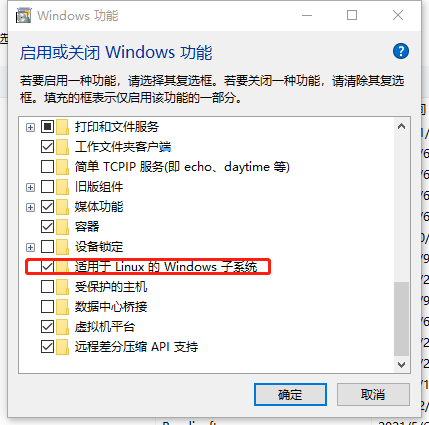 Windows 功能
启用或关闭 Windows 功能
若要启用一种功能，请选择其复选框。若要关闭一种功能，请清除其复选
框。填充的框表示仅启用该功能的一部分。
打印和文件服务
工作文件夹客户端
简单 TCPIP 服务(即 echo、daytime 等)
旧版组件
媒体功能
容器
设备锁定
适用于 Linux 的 Windows 子系统
受保护的主机
数据中心桥接
虚拟机平台
远程差分压缩 API 支持
确定
取消